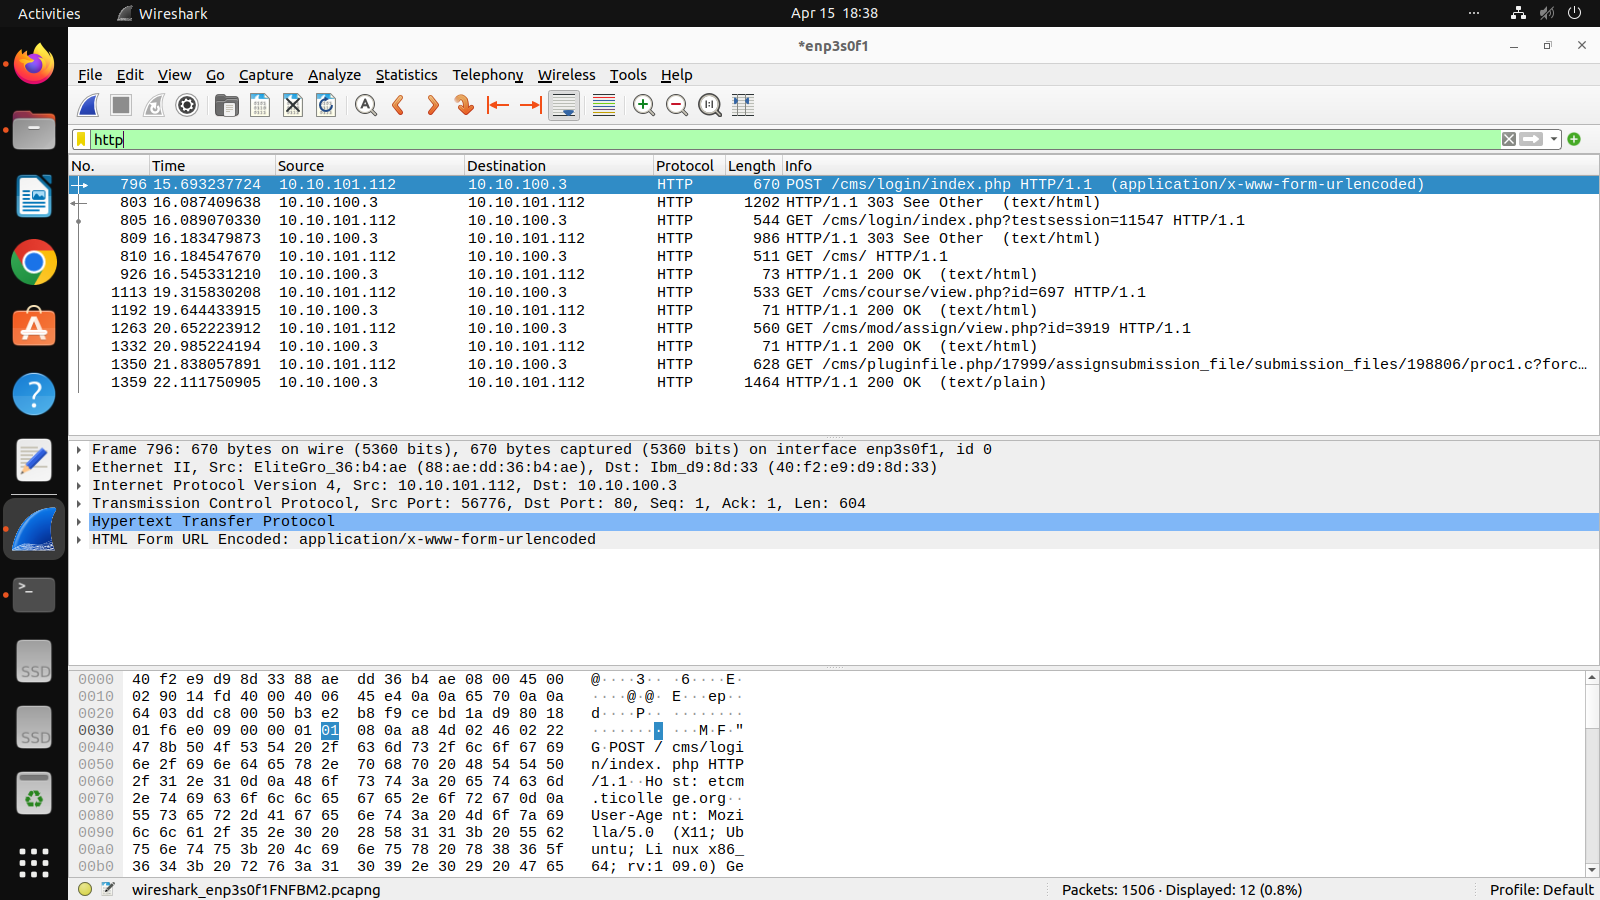 Activities
Wireshark
Apr 15 18:38
*enp3s0f1
File Edit View Go Capture Analyze Statistics Telephony Wireless Tools Help
http
No. Time Source Destination Protocol Length Info
796 15.693237724 10.10.101.112 10.10.100.3 HTTP 670 POST /cms/login/index.php HTTP/1.1 (application/x-www-form-urlencoded)
803 16.087409638 10.10.100.3 10.10.101.112 HTTP 1202 HTTP/1.1 303 See Other (text/html)
805 16.089070330 10.10.101.112 10.10.100.3 HTTP 544 GET /cms/login/index.php?testsession=11547 HTTP/1.1
809 16.183479873 10.10.100.3 10.10.101.112 HTTP 986 HTTP/1.1 303 See Other (text/html)
810 16.184547670 10.10.101.112 10.10.100.3 HTTP 511 GET /cms/ HTTP/1.1
926 16.545331210 10.10.100.3 10.10.101.112 HTTP 73 HTTP/1.1 200 OK (text/html)
1113 19.315830208 10.10.101.112 10.10.100.3 HTTP 533 GET /cms/course/view.php?id=697 HTTP/1.1
1192 19.644433915 10.10.100.3 10.10.101.112 HTTP 71 HTTP/1.1 200 OK (text/html)
1263 20.652223912 10.10.101.112 10.10.100.3 HTTP 560 GET /cms/mod/assign/view.php?id=3919 HTTP/1.1
1332 20.985224194 10.10.100.3 10.10.101.112 HTTP 71 HTTP/1.1 200 OK (text/html)
1350 21.838057891 10.10.101.112 10.10.100.3 HTTP 628 GET /cms/pluginfile.php/17999/assignsubmission_file/submission_files/198806/proc1.c?forc…
1359 22.111750905 10.10.100.3 10.10.101.112 HTTP 1464 HTTP/1.1 200 OK (text/plain)
Frame 796: 670 bytes on wire (5360 bits), 670 bytes captured (5360 bits) on interface enp3s0f1, id 0
Ethernet II, Src: EliteGro_36:b4:ae (88:ae:dd:36:b4:ae), Dst: Ibm_d9:8d:33 (40:f2:e9:d9:8d:33)
Internet Protocol Version 4, Src: 10.10.101.112, Dst: 10.10.100.3
Transmission Control Protocol, Src Port: 56776, Dst Port: 80, Seq: 1, Ack: 1, Len: 604
Hypertext Transfer Protocol
HTML Form URL Encoded: application/x-www-form-urlencoded
0000 40 f2 e9 d9 8d 33 88 ae dd 36 b4 ae 08 00 45 00 @····3·· ·6····E·
0010 02 90 14 fd 40 00 40 06 45 e4 0a 0a 65 70 0a 0a ····@·@· E···ep··
0020 64 03 dd c8 00 50 b3 e2 b8 f9 ce bd 1a d9 80 18 d····P·· ········
0030 01 f6 e0 09 00 00 01 01 08 0a a8 4d 02 46 02 22 ········ ···M·F·"
0040 47 8b 50 4f 53 54 20 2f 63 6d 73 2f 6c 6f 67 69 G·POST / cms/logi
0050 6e 2f 69 6e 64 65 78 2e 70 68 70 20 48 54 54 50 n/index. php HTTP
0060 2f 31 2e 31 0d 0a 48 6f 73 74 3a 20 65 74 63 6d /1.1··Ho st: etcm
0070 2e 74 69 63 6f 6c 6c 65 67 65 2e 6f 72 67 0d 0a .ticolle ge.org··
0080 55 73 65 72 2d 41 67 65 6e 74 3a 20 4d 6f 7a 69 User-Age nt: Mozi
0090 6c 6c 61 2f 35 2e 30 20 28 58 31 31 3b 20 55 62 lla/5.0 (X11; Ub
00a0 75 6e 74 75 3b 20 4c 69 6e 75 78 20 78 38 36 5f untu; Li nux x86_
00b0 36 34 3b 20 72 76 3a 31 30 39 2e 30 29 20 47 65 64; rv:1 09.0) Ge
SSD
SSD
wireshark_enp3s0f1FNFBM2.pcapng
Packets: 1506 · Displayed: 12 (0.8%)
Profile: Default